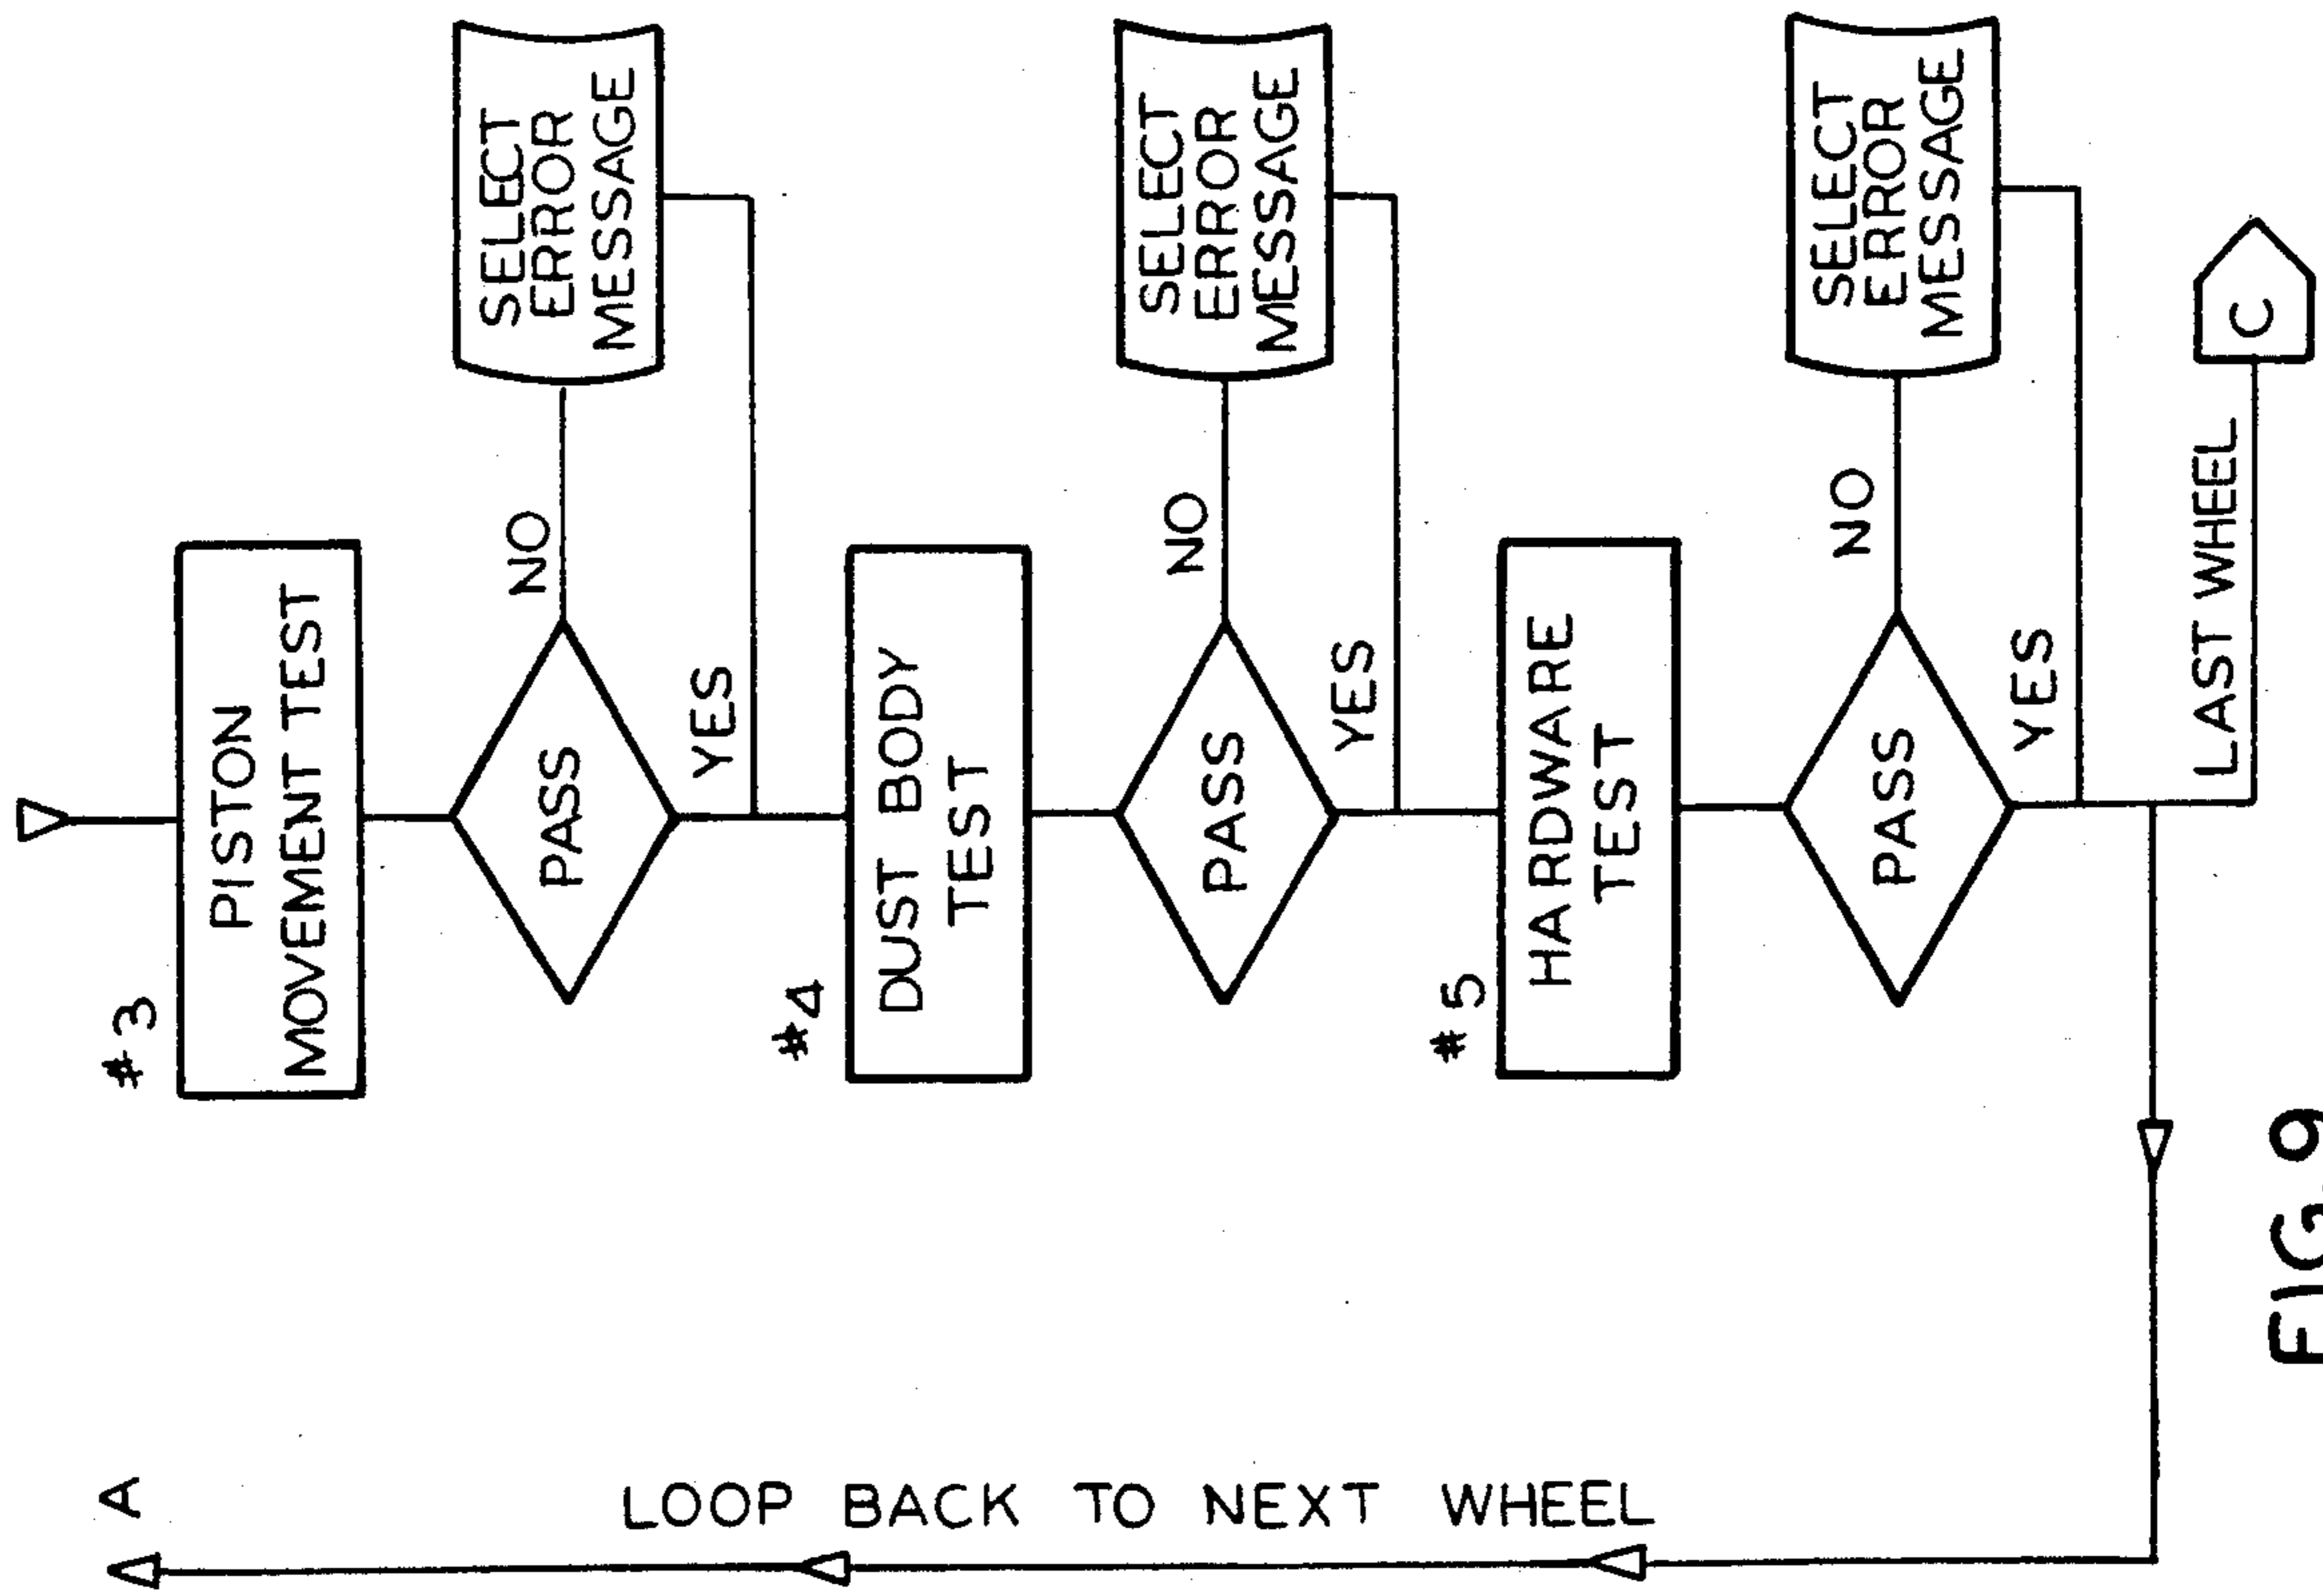 #3
PISTON
MOVEMENT TEST
PASS
NO
SELECT
ERROR
MESSAGE
YES
#4
DUST BODY
TEST
PASS
NO
SELECT
ERROR
MESSAGE
YES
#5
HARDWARE
TEST
PASS
NO
SELECT
ERROR
MESSAGE
YES
LAST WHEEL
C
A
LOOP BACK TO NEXT WHEEL
FIG. 9